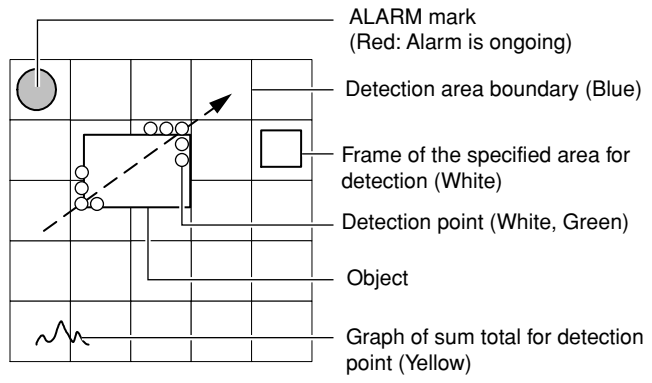 ALARM mark
(Red: Alarm is ongoing)
Detection area boundary (Blue)
Frame of the specified area for
detection (White)
Detection point (White, Green)
Object
Graph of sum total for detection
point (Yellow)